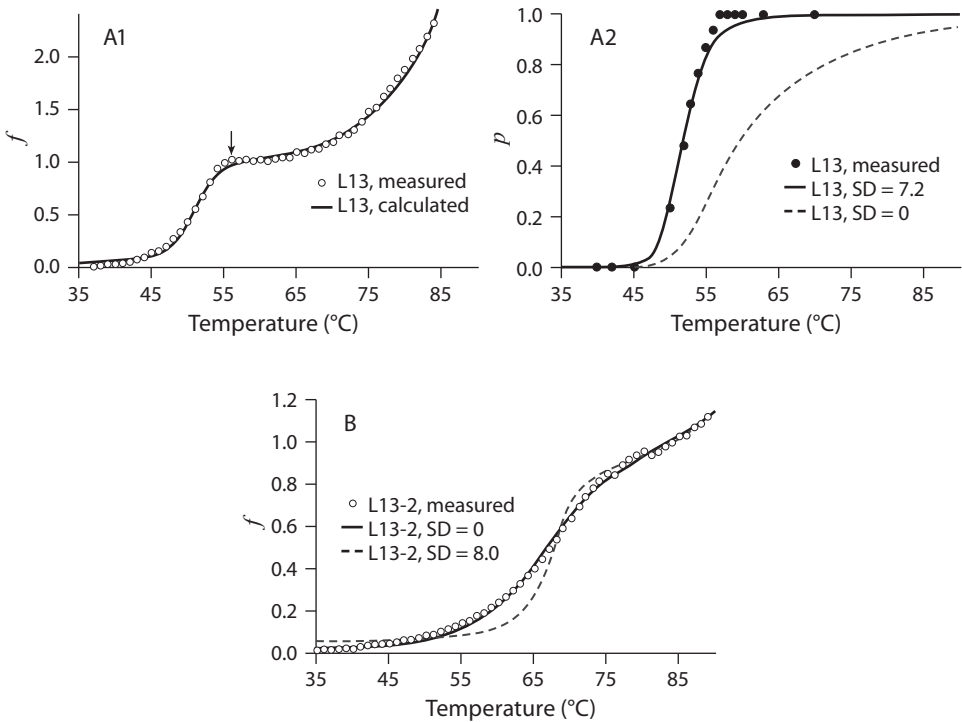 A1
f
2.0
1.5
1.0
0.5
0.0
L13, measured
L13, calculated
35 45 55 65 75 85
Temperature (°C)
A2
p
1.0
0.8
0.6
0.4
0.2
0.0
L13, measured
L13, SD = 7.2
L13, SD = 0
35 45 55 65 75 85
Temperature (°C)
B
f
1.2
1.0
0.8
0.6
0.4
0.2
0.0
L13-2, measured
L13-2, SD = 0
L13-2, SD = 8.0
35 45 55 65 75 85
Temperature (°C)